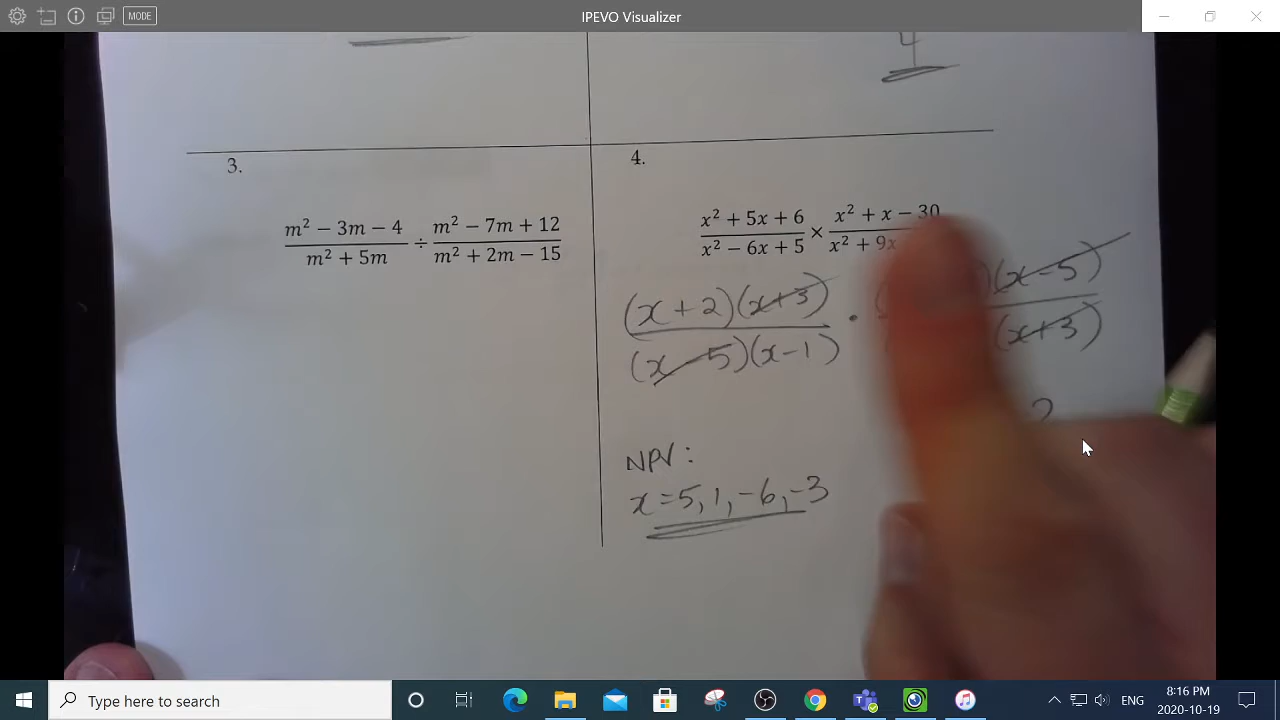 MODE
IPEVO Visualizer
4
3.
4.
m² − 3m − 4 m² − 7m + 12
÷
m² + 5m m² + 2m − 15
x² + 5x + 6 x² + x − 30
×
x² − 6x + 5 x² + 9x
(x + 2)(x+3) (x−5)
·
(x−5)(x−1) (x+3)
2
NPV:
x = 5, 1, −6, −3
Type here to search
ENG
8:16 PM
2020-10-19